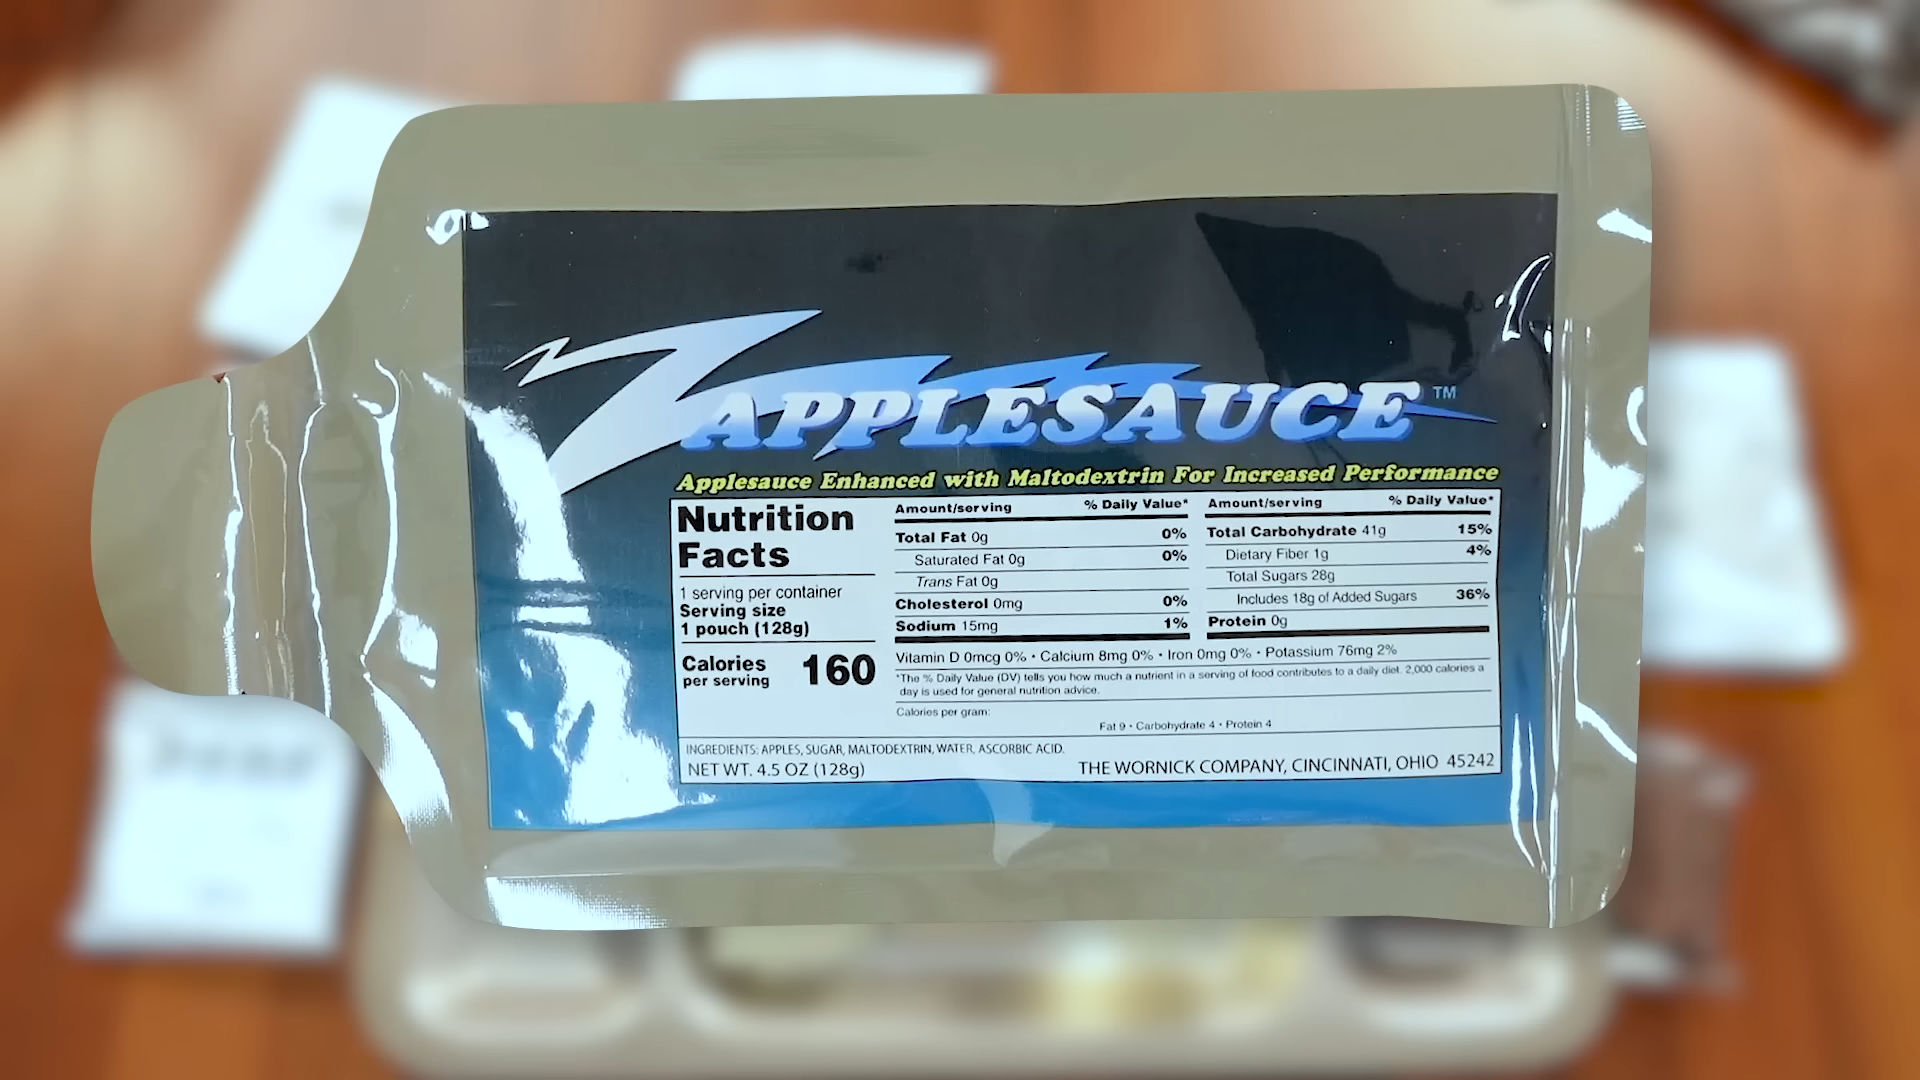 ZAPPLESAUCE™
Applesauce Enhanced with Maltodextrin For Increased Performance
Nutrition
Facts
1 serving per container
Serving size
1 pouch (128g)
Calories
per serving
160
Amount/serving % Daily Value*
Total Fat 0g 0%
Saturated Fat 0g 0%
Trans Fat 0g
Cholesterol 0mg 0%
Sodium 15mg 1%
Amount/serving % Daily Value*
Total Carbohydrate 41g 15%
Dietary Fiber 1g 4%
Total Sugars 28g
Includes 18g of Added Sugars 36%
Protein 0g
Vitamin D 0mcg 0% • Calcium 8mg 0% • Iron 0mg 0% • Potassium 76mg 2%
*The % Daily Value (DV) tells you how much a nutrient in a serving of food contributes to a daily diet. 2,000 calories a
day is used for general nutrition advice.
Calories per gram:
Fat 9 • Carbohydrate 4 • Protein 4
INGREDIENTS: APPLES, SUGAR, MALTODEXTRIN, WATER, ASCORBIC ACID.
NET WT. 4.5 OZ (128g)
THE WORNICK COMPANY, CINCINNATI, OHIO 45242